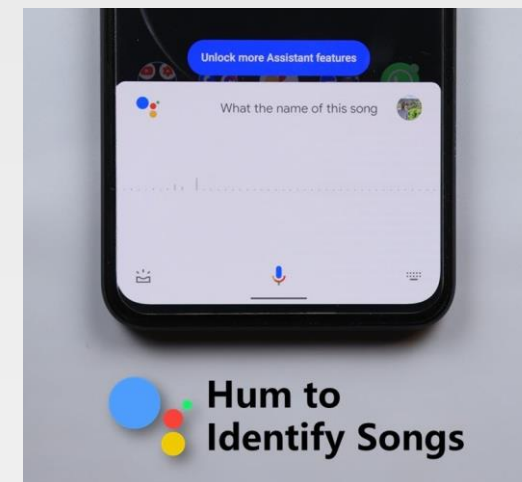 Unlock more Assistant features
What the name of this song
Hum to
Identify Songs